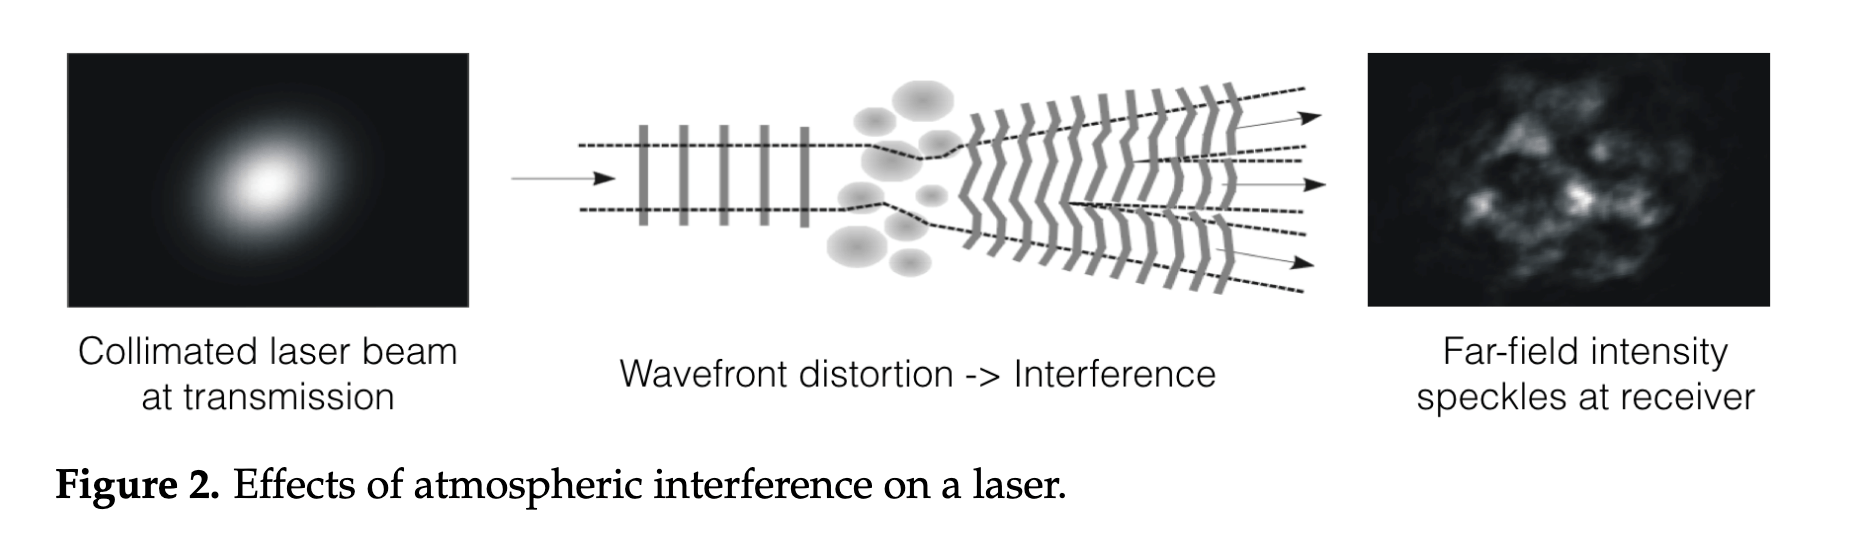 Collimated laser beam
at transmission
Wavefront distortion -> Interference
Far-field intensity
speckles at receiver
Figure 2. Effects of atmospheric interference on a laser.